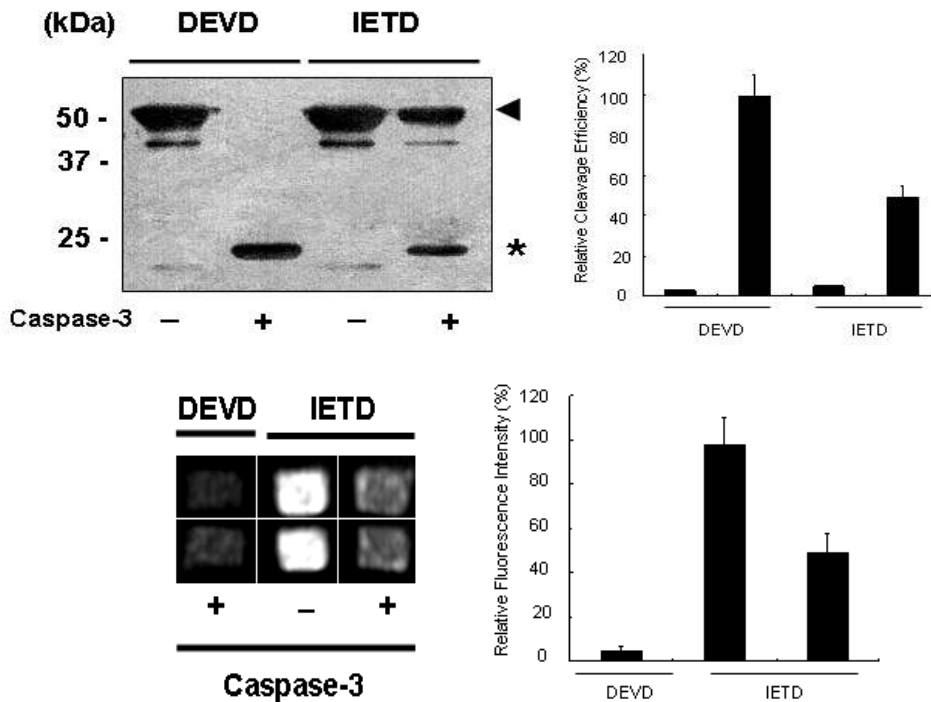 (kDa) DEVD IETD
50 -
37 -
25 -
*
Caspase-3 – + – +
Relative Cleavage Efficiency (%)
120
100
80
60
40
20
0
DEVD IETD
DEVD IETD
+ – +
Caspase-3
Relative Fluorescence Intensity (%)
120
100
80
60
40
20
0
DEVD IETD